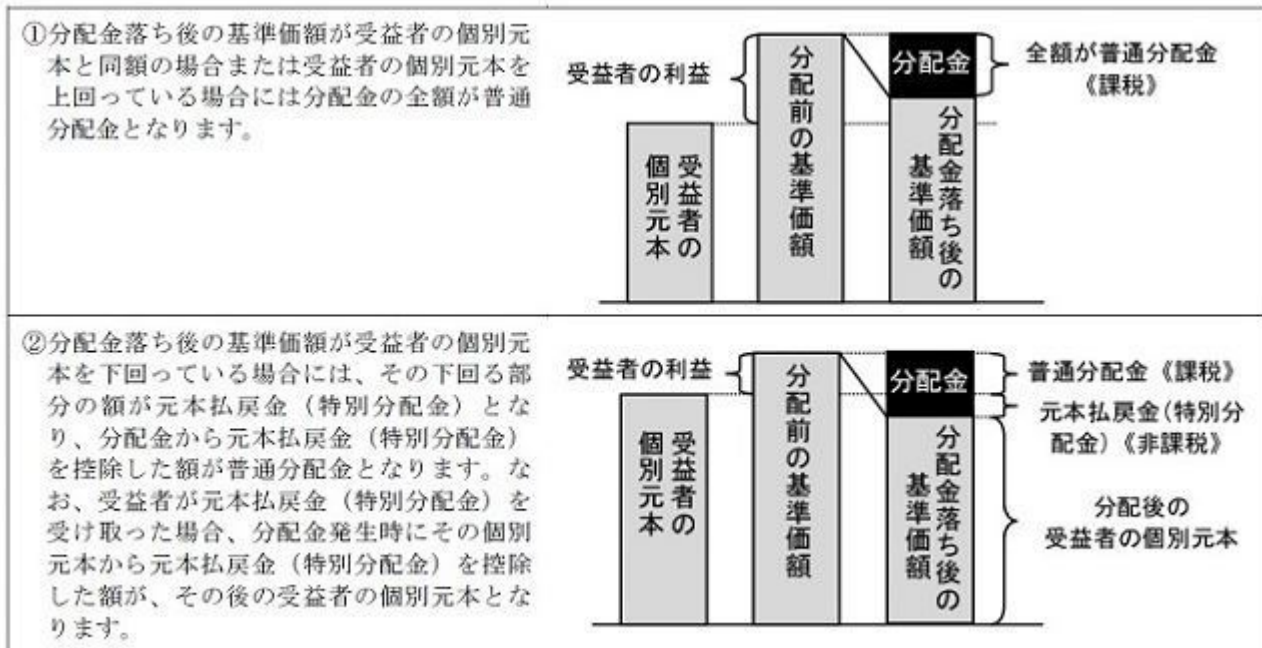 ①分配金落ち後の基準価額が受益者の個別元
本と同額の場合または受益者の個別元本を
上回っている場合には分配金の全額が普通
分配金となります。
受益者の利益
受益者の
個別元本
分配前の基準価額
分配金
分配金落ち後の
基準価額
全額が普通分配金
《課税》
②分配金落ち後の基準価額が受益者の個別元
本を下回っている場合には、その下回る部
分の額が元本払戻金（特別分配金）とな
り、分配金から元本払戻金（特別分配金）
を控除した額が普通分配金となります。な
お、受益者が元本払戻金（特別分配金）を
受け取った場合、分配金発生時にその個別
元本から元本払戻金（特別分配金）を控除
した額が、その後の受益者の個別元本とな
ります。
受益者の利益
受益者の
個別元本
分配前の基準価額
分配金
分配金落ち後の
基準価額
普通分配金《課税》
元本払戻金(特別分
配金)《非課税》
分配後の
受益者の個別元本